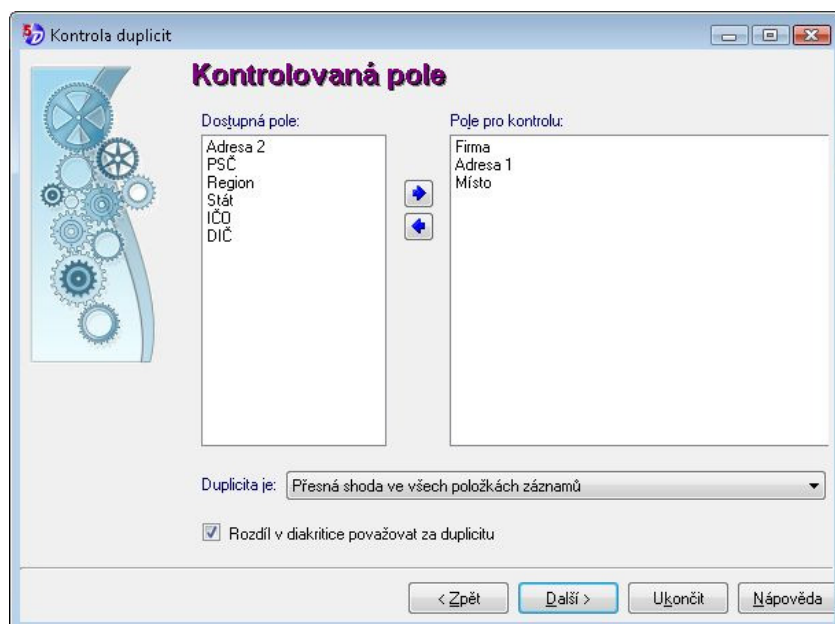 Kontrola duplicit
Kontrolovaná pole
Dostupná pole:
Adresa 2
PSČ
Region
Stát
IČO
DIČ
Pole pro kontrolu:
Firma
Adresa 1
Místo
Duplicita je: Přesná shoda ve všech položkách záznamů
Rozdíl v diakritice považovat za duplicitu
< Zpět Další > Ukončit Nápověda